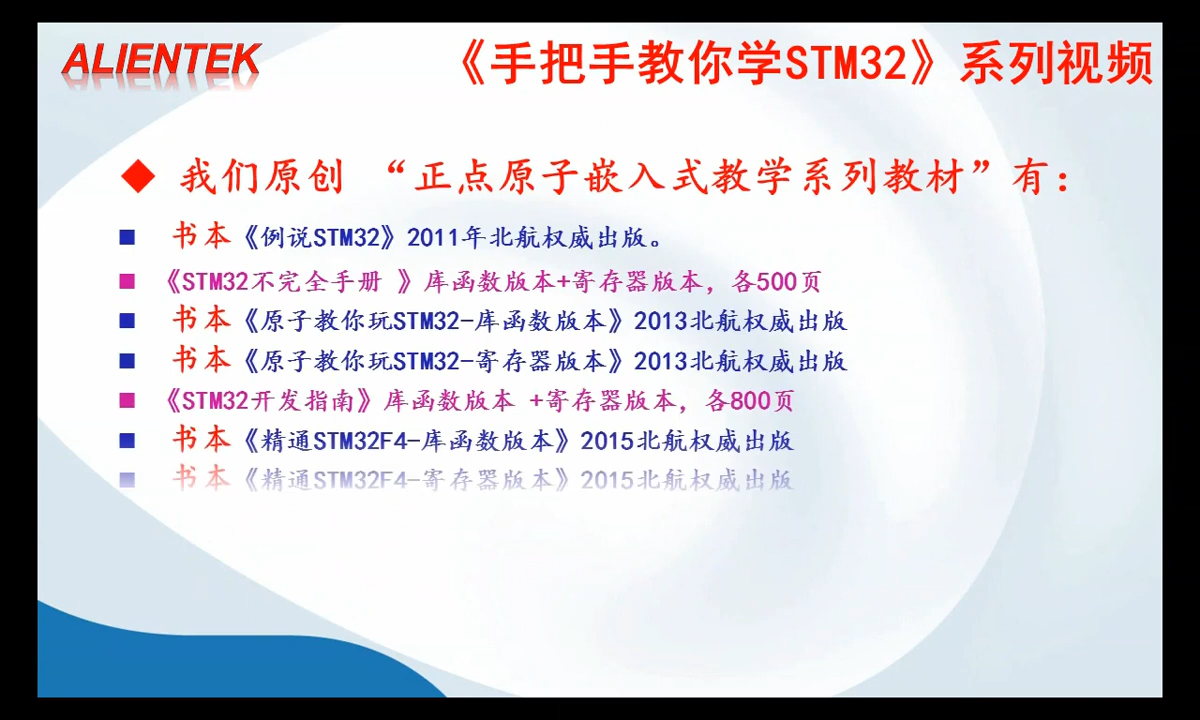 ALIENTEK
《手把手教你学STM32》系列视频
我们原创 “正点原子嵌入式教学系列教材”有：
书本《例说STM32》2011年北航权威出版。
《STM32不完全手册 》库函数版本+寄存器版本，各500页
书本《原子教你玩STM32-库函数版本》2013北航权威出版
书本《原子教你玩STM32-寄存器版本》2013北航权威出版
《STM32开发指南》库函数版本 +寄存器版本，各800页
书本《精通STM32F4-库函数版本》2015北航权威出版
书本《精通STM32F4-寄存器版本》2015北航权威出版